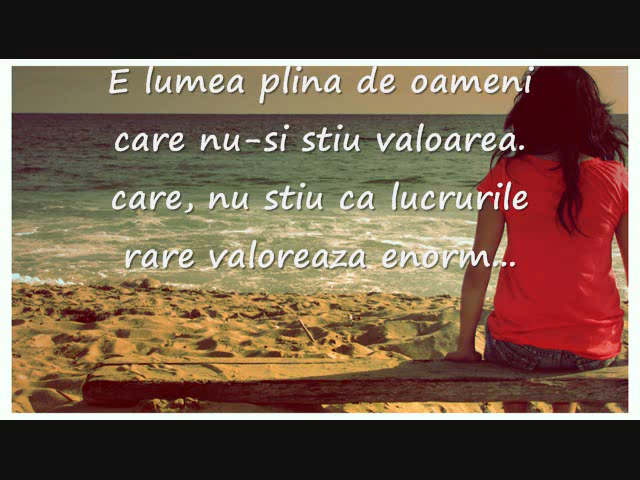 E lumea plina de oameni
care nu-si stiu valoarea.
care, nu stiu ca lucrurile
rare valoreaza enorm...